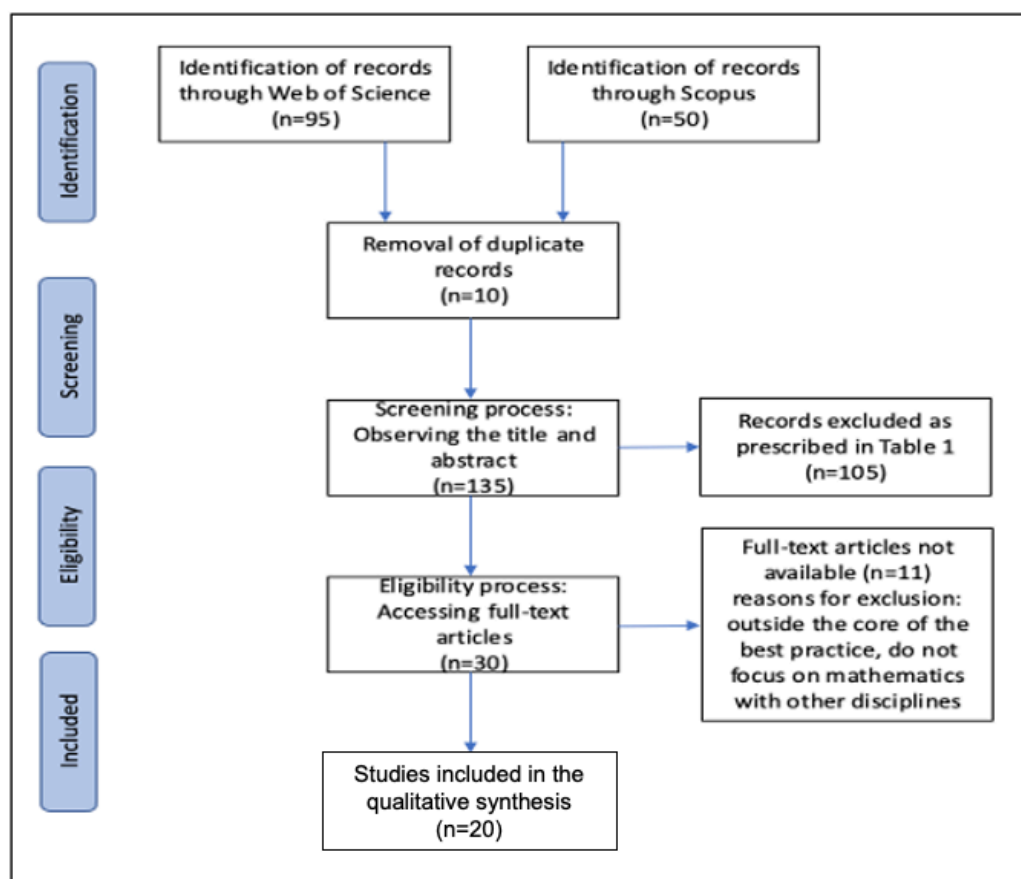 Identification
Identification of records
through Web of Science
(n=95)
Identification of records
through Scopus
(n=50)
Removal of duplicate
records
(n=10)
Screening
Screening process:
Observing the title and
abstract
(n=135)
Records excluded as
prescribed in Table 1
(n=105)
Eligibility
Eligibility process:
Accessing full-text
articles
(n=30)
Full-text articles not
available (n=11)
reasons for exclusion:
outside the core of the
best practice, do not
focus on mathematics
with other disciplines
Included
Studies included in the
qualitative synthesis
(n=20)